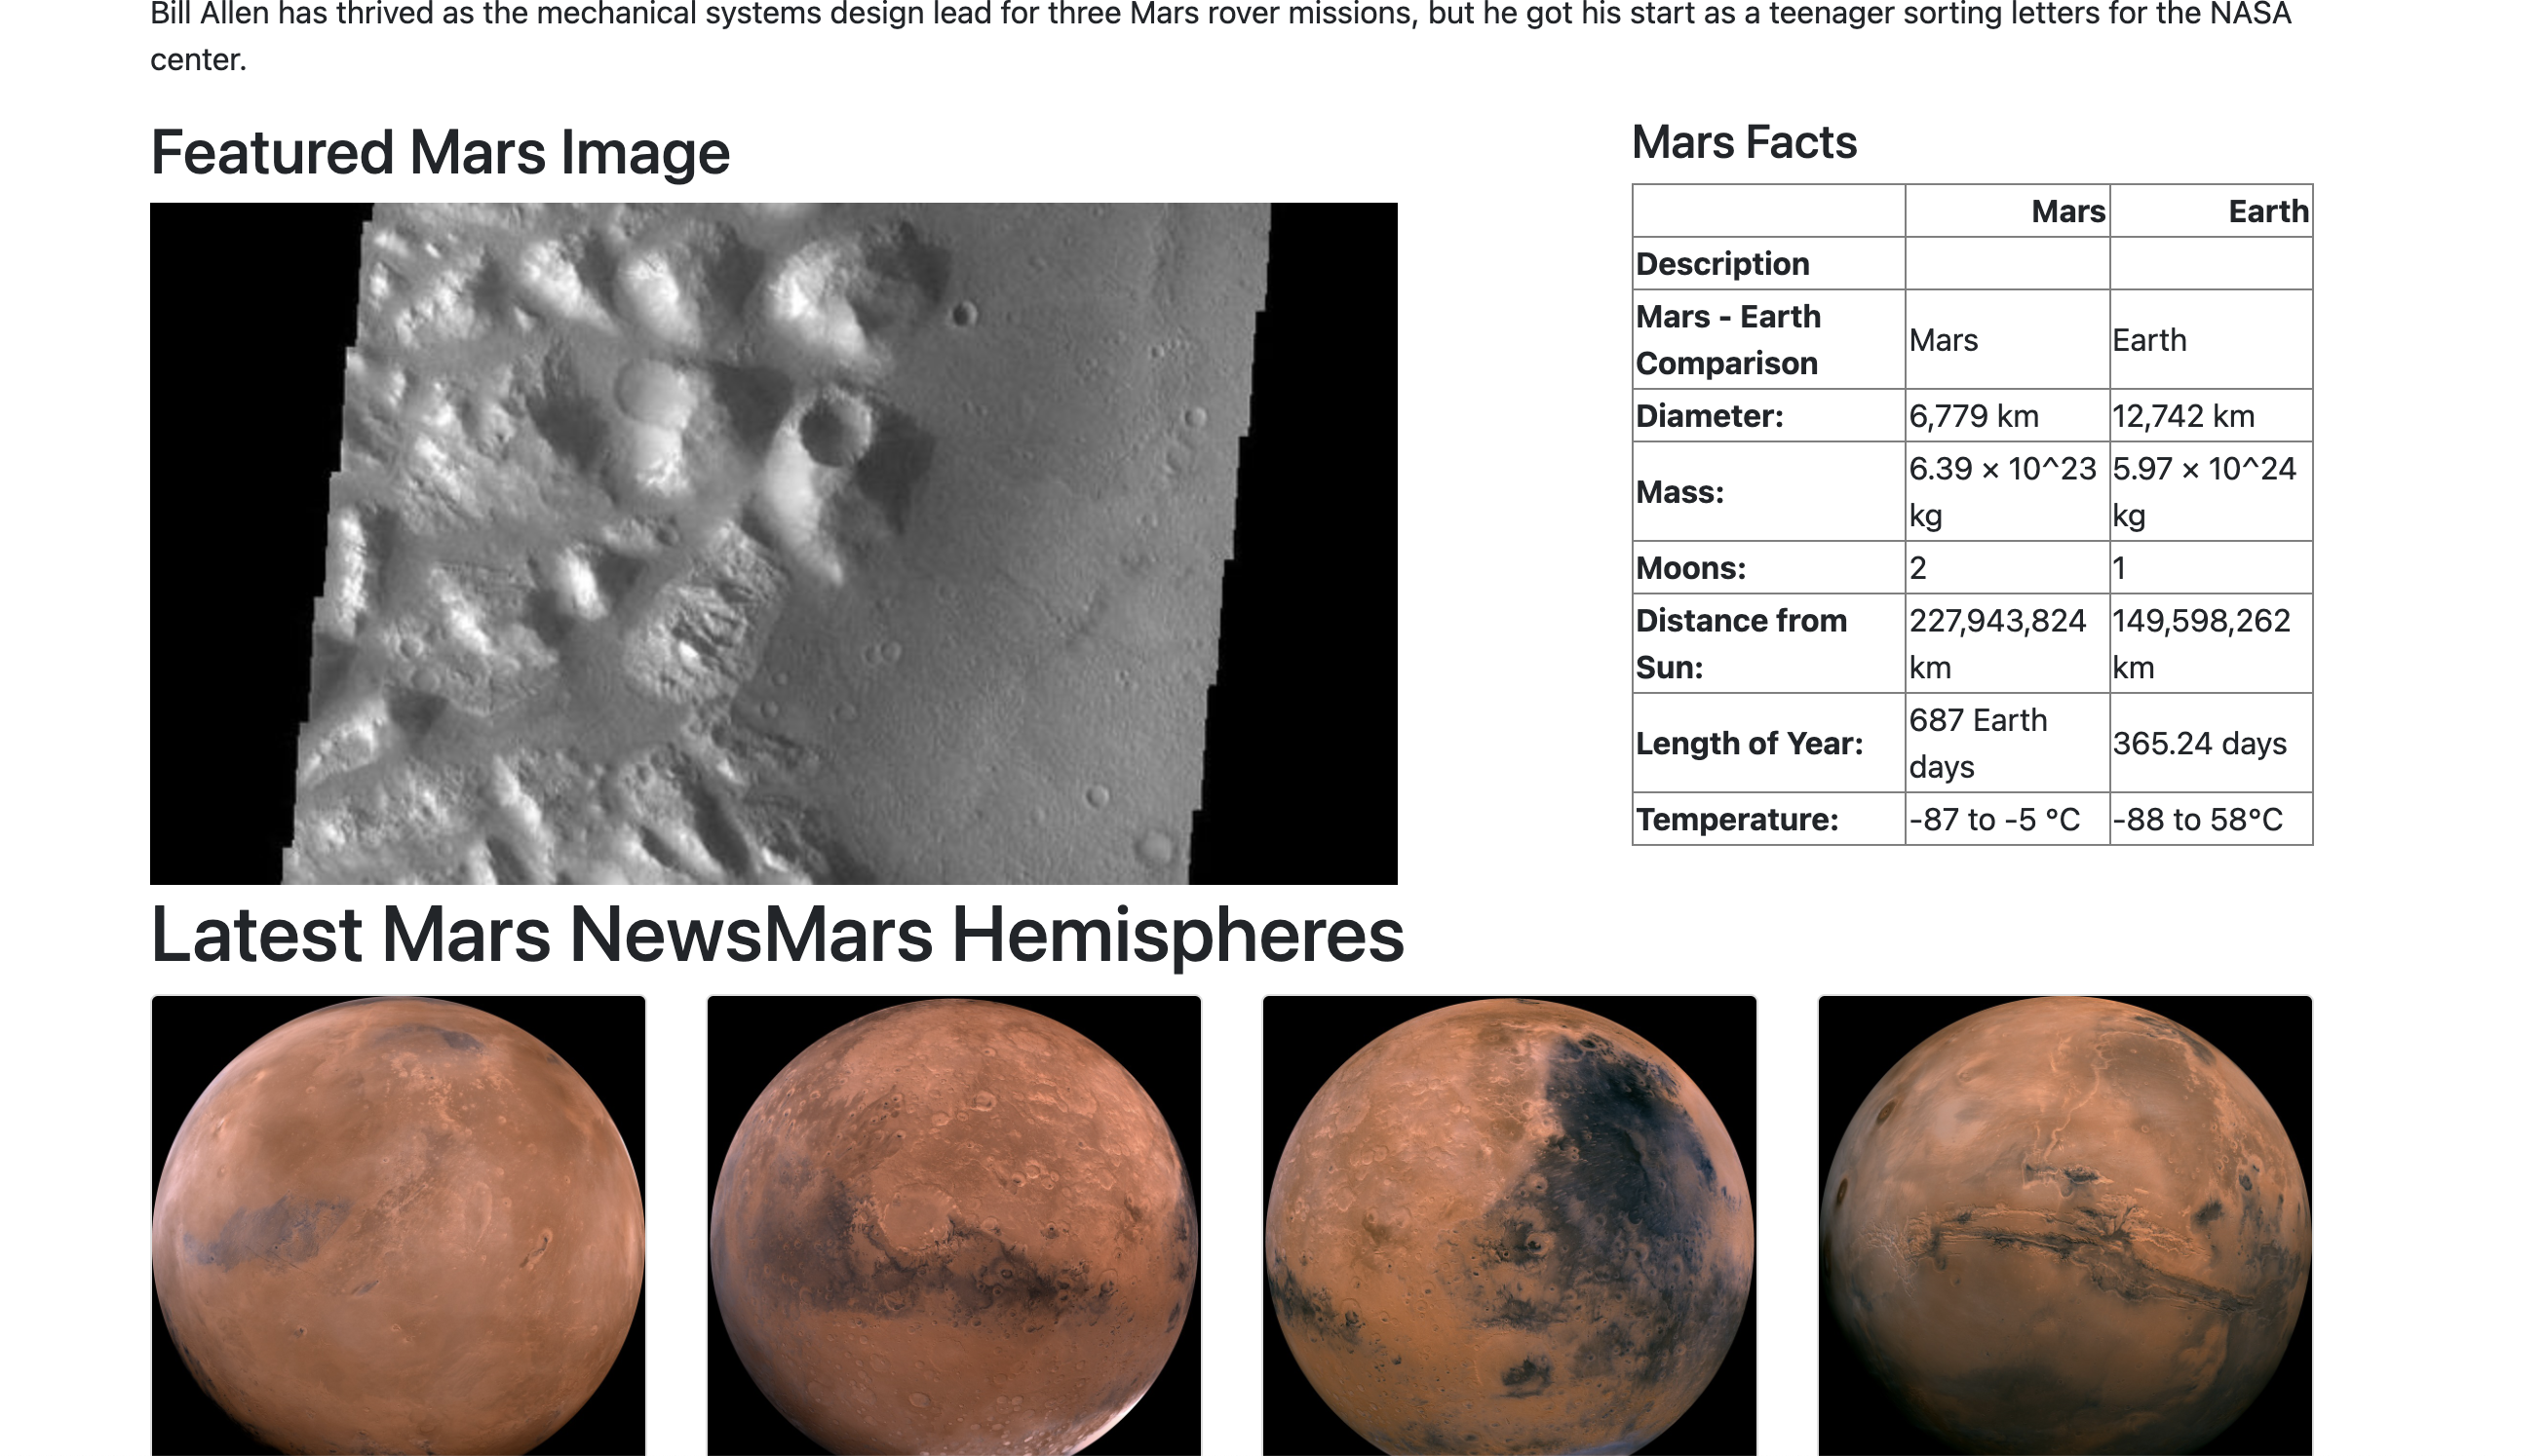 Bill Allen has thrived as the mechanical systems design lead for three Mars rover missions, but he got his start as a teenager sorting letters for the NASA
center.
Featured Mars Image
Mars Facts
Mars Earth
Description
Mars - Earth
Comparison
Mars
Earth
Diameter: 6,779 km 12,742 km
Mass:
6.39 × 10^23
kg
5.97 × 10^24
kg
Moons: 2 1
Distance from
Sun:
227,943,824
km
149,598,262
km
Length of Year:
687 Earth
days
365.24 days
Temperature: -87 to -5 °C -88 to 58°C
Latest Mars NewsMars Hemispheres